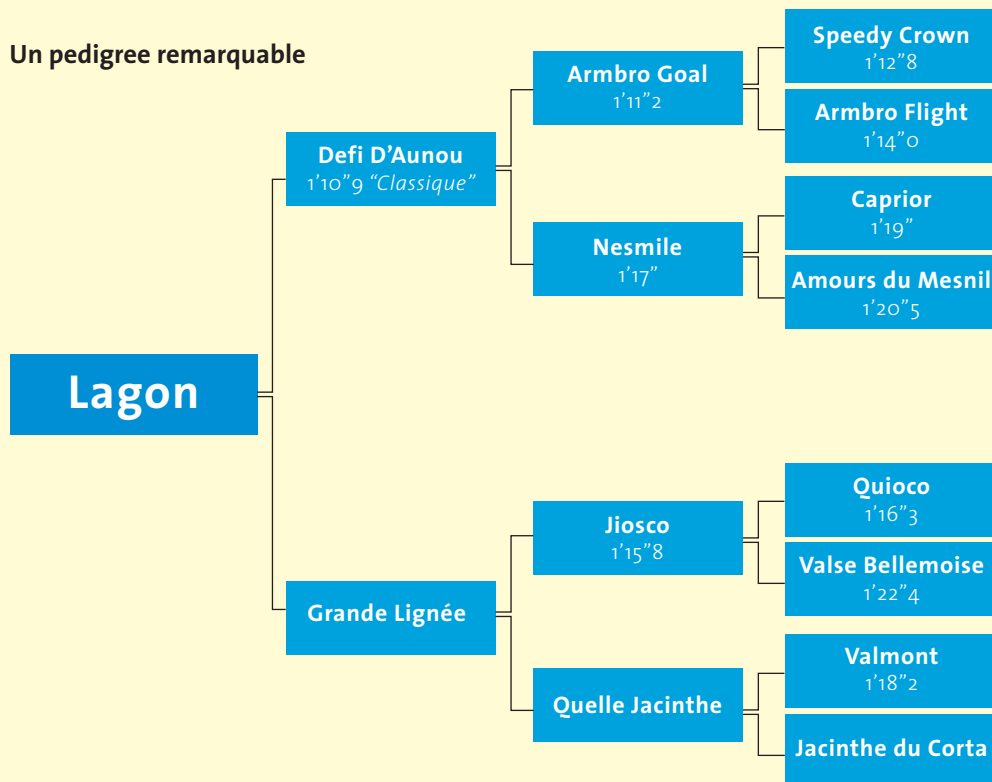 Un pedigree remarquable
Speedy Crown
1'12"8
Armbro Goal
1'11"2
Armbro Flight
1'14"0
Defi D'Aunou
1'10"9 “Classique”
Caprior
1'19"
Nesmile
1'17"
Amours du Mesnil
1'20"5
Lagon
Quioco
1'16"3
Jiosco
1'15"8
Valse Bellemoise
1'22"4
Grande Lignée
Valmont
1'18"2
Quelle Jacinthe
Jacinthe du Corta